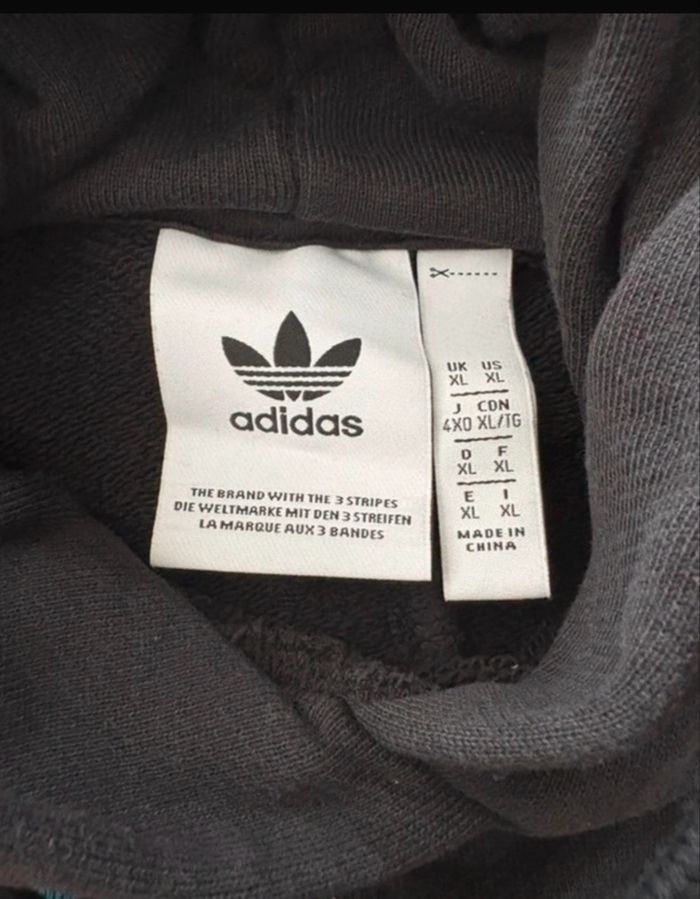 adidas
THE BRAND WITH THE 3 STRIPES
DIE WELTMARKE MIT DEN 3 STREIFEN
LA MARQUE AUX 3 BANDES
UK US
XL XL
J CDN
4XO XL/TG
D F
XL XL
E I
XL XL
MADE IN
CHINA